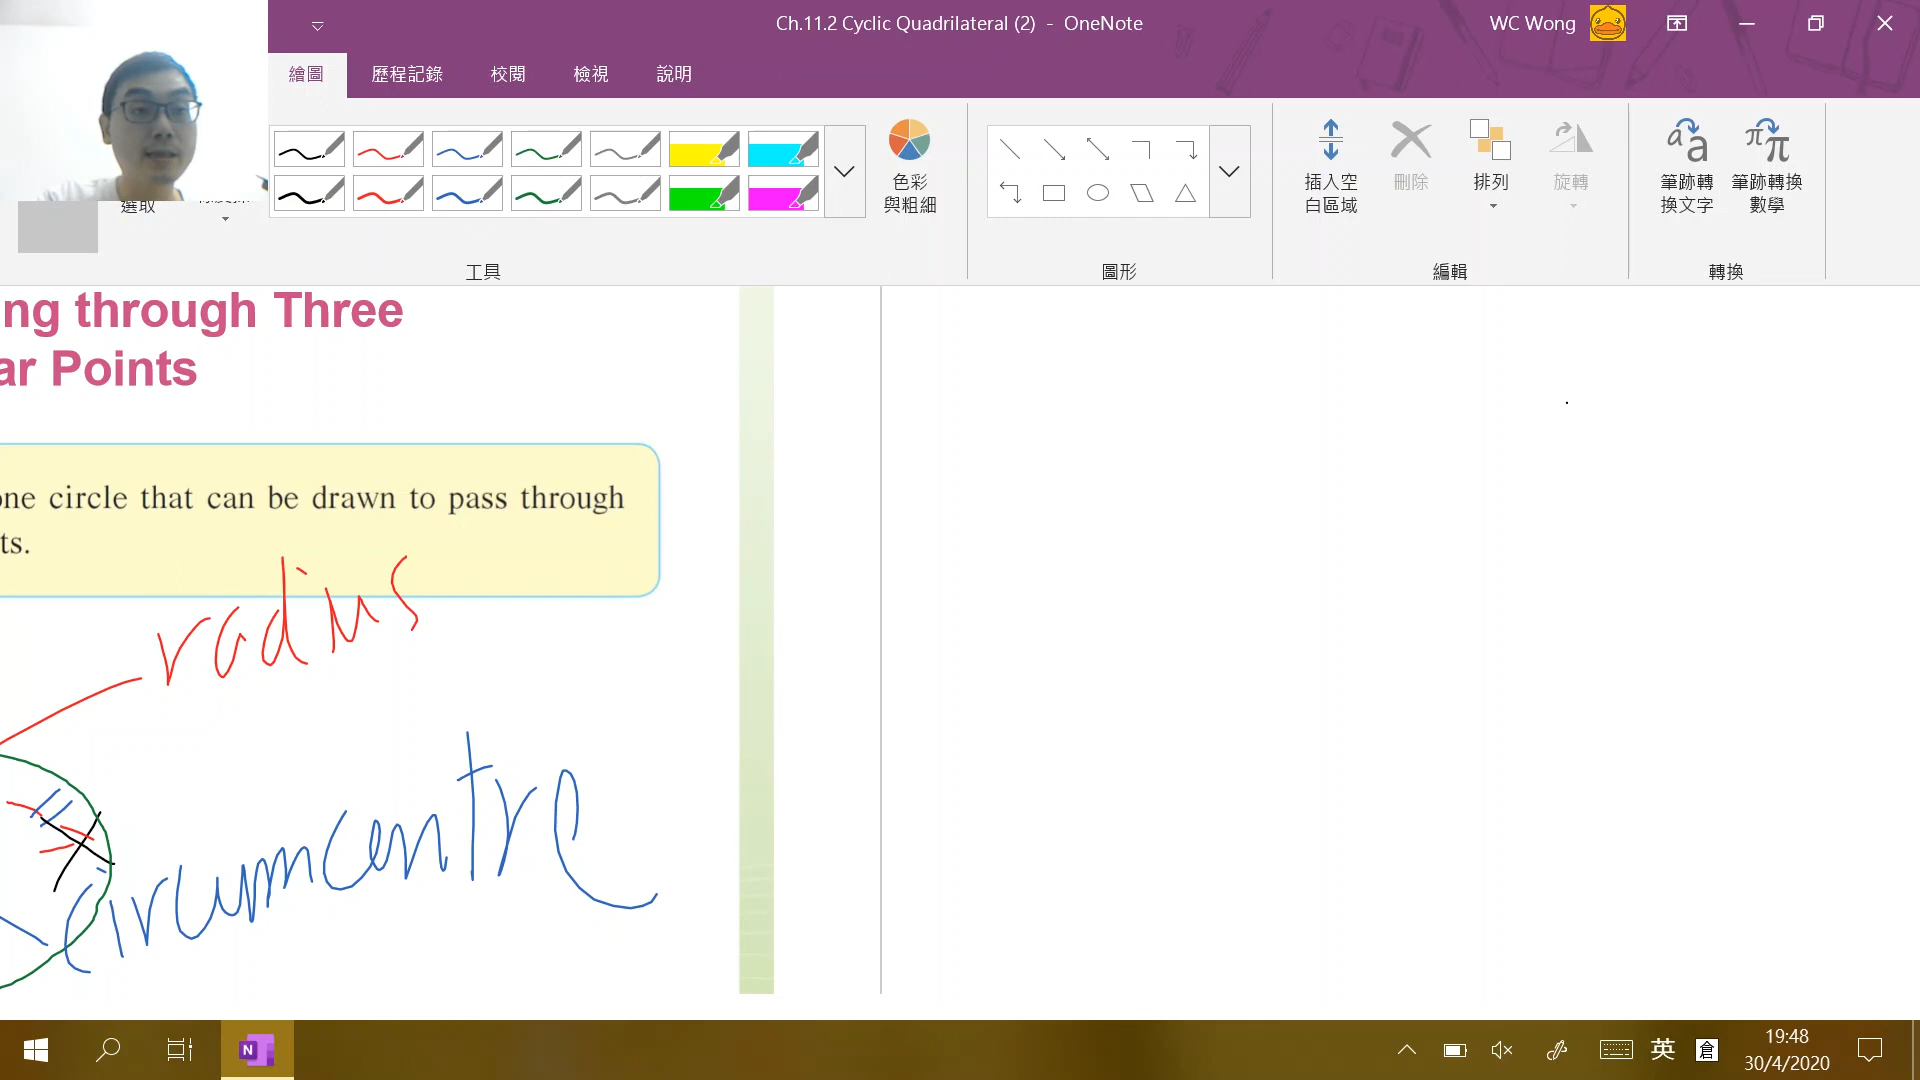 Ch.11.2 Cyclic Quadrilateral (2) - OneNote
WC Wong
繪圖 歷程記錄 校閱 檢視 說明
選取
色彩
與粗細
插入空
白區域
刪除
排列
旋轉
筆跡轉
換文字
筆跡轉換
數學
工具
圖形
編輯
轉換
ng through Three
ar Points
one circle that can be drawn to pass through
ts.
radius
circumcentre
英
倉
19:48
30/4/2020